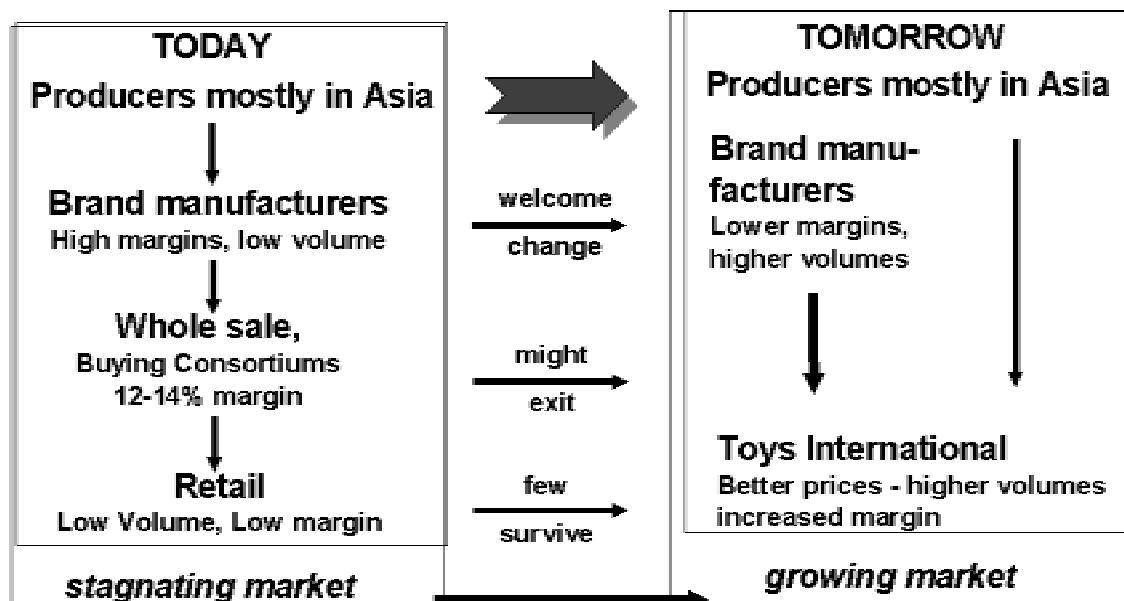 TODAY
Producers mostly in Asia
Brand manufacturers
High margins, low volume
Whole sale,
Buying Consortiums
12-14% margin
Retail
Low Volume, Low margin
stagnating market
welcome
change
might
exit
few
survive
TOMORROW
Producers mostly in Asia
Brand manu-
facturers
Lower margins,
higher volumes
Toys International
Better prices - higher volumes
increased margin
growing market